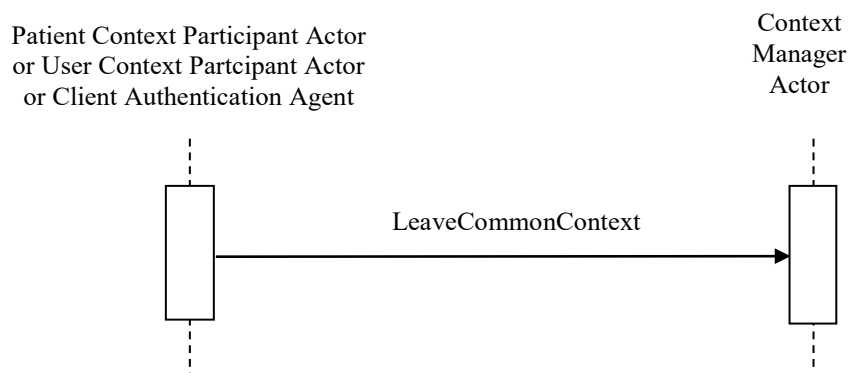 Patient Context Participant Actor
or User Context Partcipant Actor
or Client Authentication Agent
Context
Manager
Actor
LeaveCommonContext